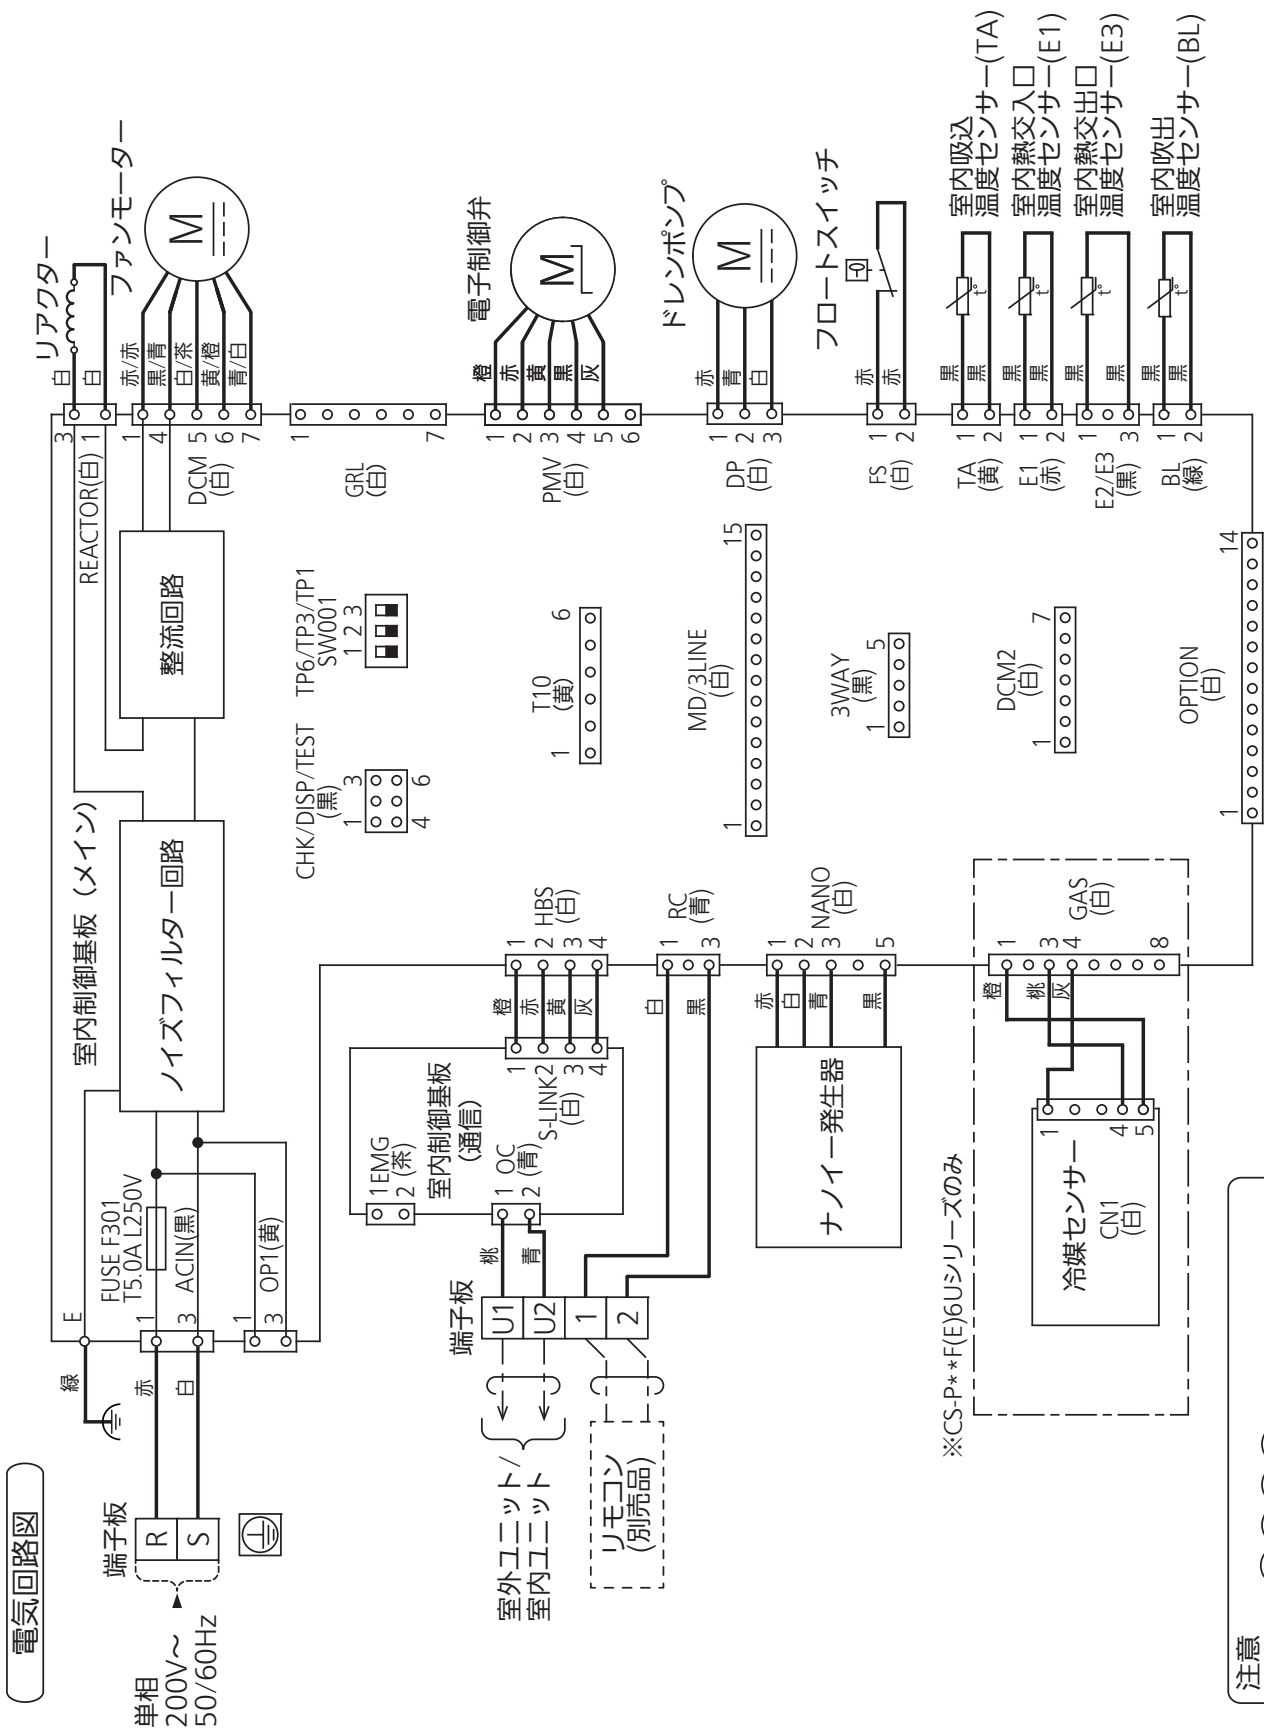 電気回路図
単相
200V～
50/60Hz
端子板
R
S
緑
赤
白
E
1
3
1
3
FUSE F301
T5.0A L250V
ACIN(黒)
OP1(黄)
室内制御基板（メイン）
ノイズフィルター回路
整流回路
REACTOR(白)
3
1
白
白
リアクター
1
4
5
6
7
DCM
(白)
赤/赤
黒/青
白/茶
黄/橙
青/白
ファンモーター
M
CHK/DISP/TEST
(黒)
1
3
4
6
TP6/TP3/TP1
SW001
1 2 3
GRL
(白)
1
7
室外ユニット/
室内ユニット
リモコン
(別売品)
端子板
U1
U2
1
2
桃
青
1 EMG
2 (茶)
1 OC
2 (青)
室内制御基板
(通信)
S-LINK
(白)
1
2
3
4
橙
赤
黄
灰
1
2
3
4
HBS
(白)
T10
(黄)
1
6
PMV
(白)
1
2
3
4
5
6
橙
赤
黄
黒
灰
電子制御弁
M
白
黒
1
3
RC
(青)
MD/3LINE
(白)
1
15
DP
(白)
1
2
3
赤
青
白
ドレンポンプ
M
ナノイー発生器
赤
白
青
黒
1
2
3
5
NANO
(白)
3WAY
(黒)
1
5
FS
(白)
1
2
赤
赤
フロートスイッチ
※CS-P**F(E)6Uシリーズのみ
冷媒センサー
CN1
(白)
1
4
5
橙
桃
灰
1
3
4
8
GAS
(白)
DCM2
(白)
1
7
TA
(黄)
1
2
黒
黒
t°
室内吸込
温度センサー(TA)
E1
(赤)
1
2
黒
黒
t°
室内熱交入口
温度センサー(E1)
E2/E3
(黒)
1
3
黒
黒
t°
室内熱交出口
温度センサー(E3)
BL
(緑)
1
2
黒
黒
t°
室内吹出
温度センサー(BL)
OPTION
(白)
1
14
注意